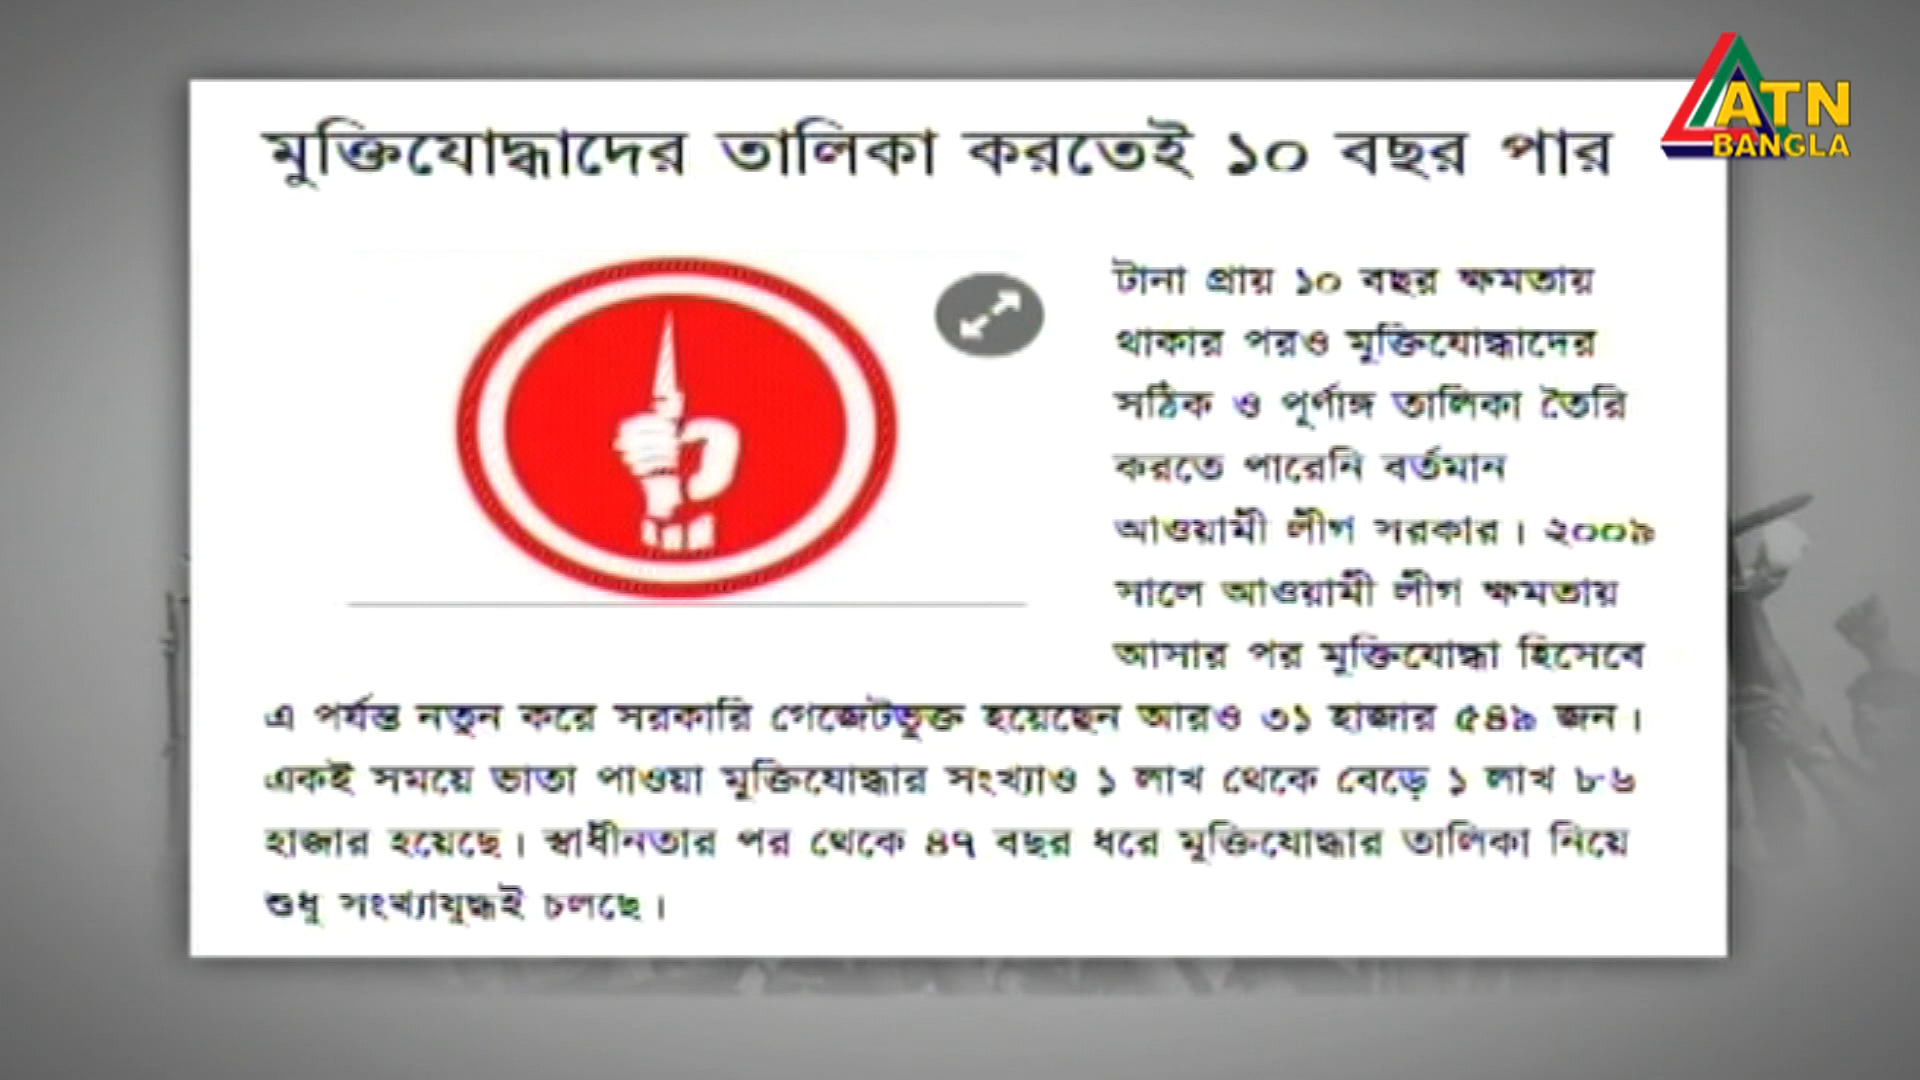 ATN
BANGLA
মুক্তিযোদ্ধাদের তালিকা করতেই ১০ বছর পার
টানা প্রায় ১০ বছর ক্ষমতায়
থাকার পরও মুক্তিযোদ্ধাদের
সঠিক ও পূর্ণাঙ্গ তালিকা তৈরি
করতে পারেনি বর্তমান
আওয়ামী লীগ সরকার। ২০০৯
সালে আওয়ামী লীগ ক্ষমতায়
আসার পর মুক্তিযোদ্ধা হিসেবে
এ পর্যন্ত নতুন করে সরকারি গেজেটভুক্ত হয়েছেন আরও ৩১ হাজার ৫৪৯ জন।
একই সময়ে ভাতা পাওয়া মুক্তিযোদ্ধার সংখ্যাও ১ লাখ থেকে বেড়ে ১ লাখ ৮৬
হাজার হয়েছে। স্বাধীনতার পর থেকে ৪৭ বছর ধরে মুক্তিযোদ্ধার তালিকা নিয়ে
শুধু সংখ্যাযুদ্ধই চলছে।